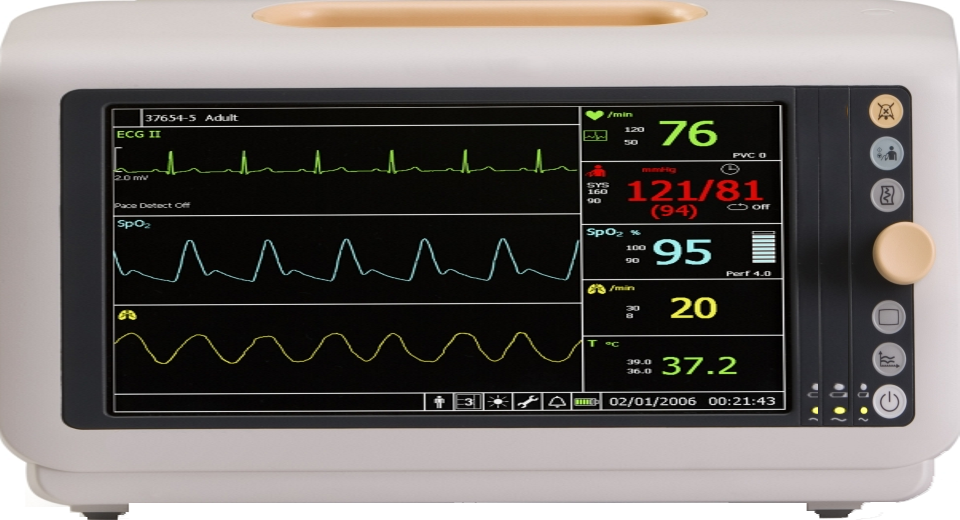 37654-5 Adult
ECG II
2.0 mV
Pace Detect Off
SpO₂
/min
120
50
76
PVC 0
mmHg
SYS
160
90
121/81
(94)
Off
SpO₂ %
100
90
95
Perf 4.0
/min
30
8
20
T °C
39.0
36.0
37.2
3
02/01/2006 00:21:43